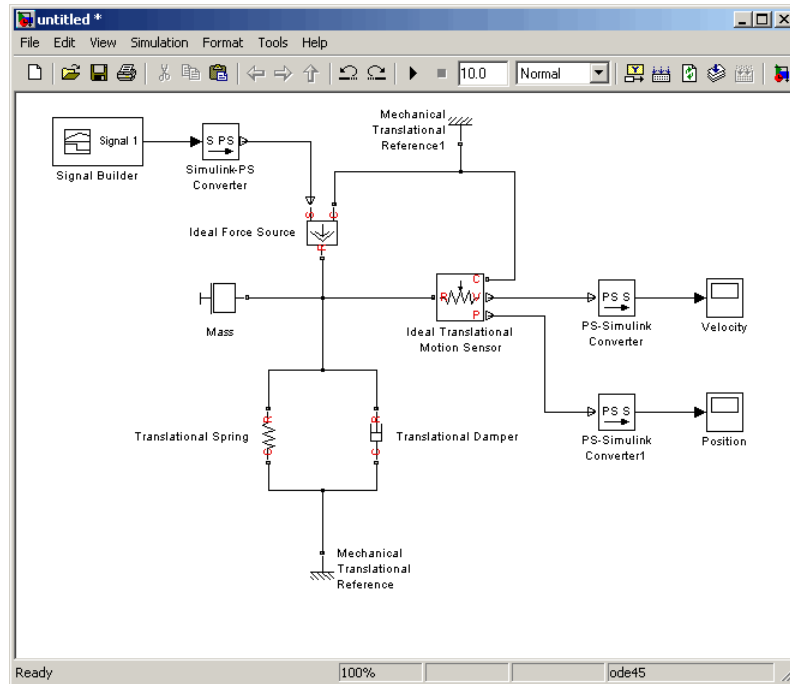 untitled *
File Edit View Simulation Format Tools Help
10.0 Normal
Mechanical
Translational
Reference1
Signal 1
Signal Builder
S PS
Simulink-PS
Converter
S C
Ideal Force Source
R
Mass
R C V P
Ideal Translational
Motion Sensor
PS S
PS-Simulink
Converter
Velocity
PS S
PS-Simulink
Converter1
Position
R
Translational Spring
C
R
Translational Damper
C
Mechanical
Translational
Reference
Ready 100% ode45